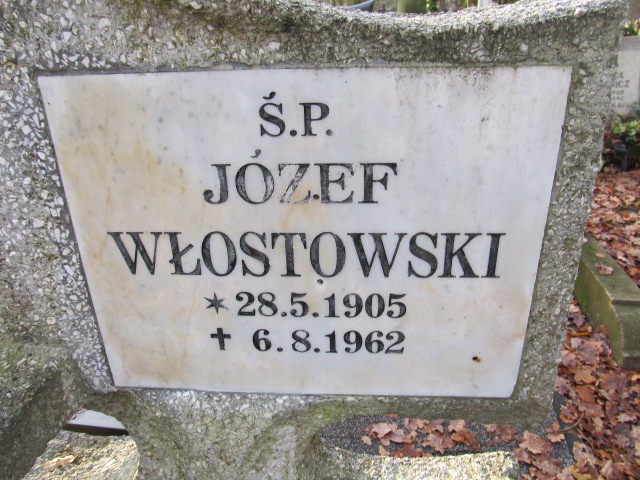 Ś.P.
JÓZEF
WŁOSTOWSKI
* 28.5.1905
✝ 6.8.1962